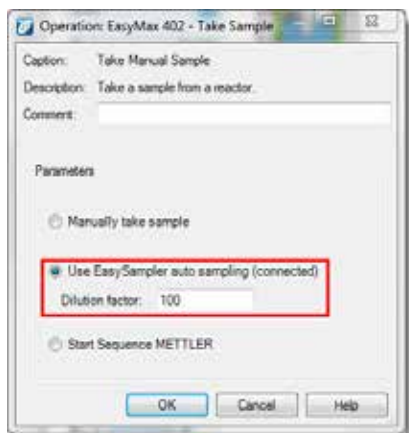 Operation: EasyMax 402 - Take Sample
Caption: Take Manual Sample
Description: Take a sample from a reactor.
Comment:
Parameters
Manually take sample
Use EasySampler auto sampling (connected)
Dilution factor: 100
Start Sequence METTLER
OK Cancel Help